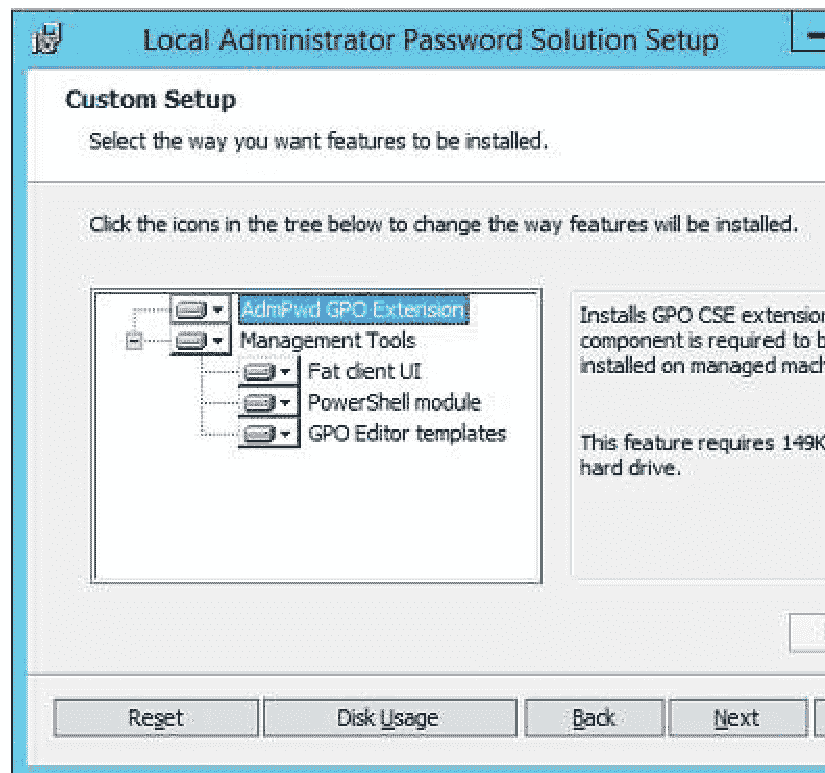 Local Administrator Password Solution Setup
Custom Setup
Select the way you want features to be installed.
Click the icons in the tree below to change the way features will be installed.
AdmPwd GPO Extension
Management Tools
Fat client UI
PowerShell module
GPO Editor templates
Installs GPO CSE extension
component is required to b
installed on managed mach
This feature requires 149K
hard drive.
Reset
Disk Usage
Back
Next